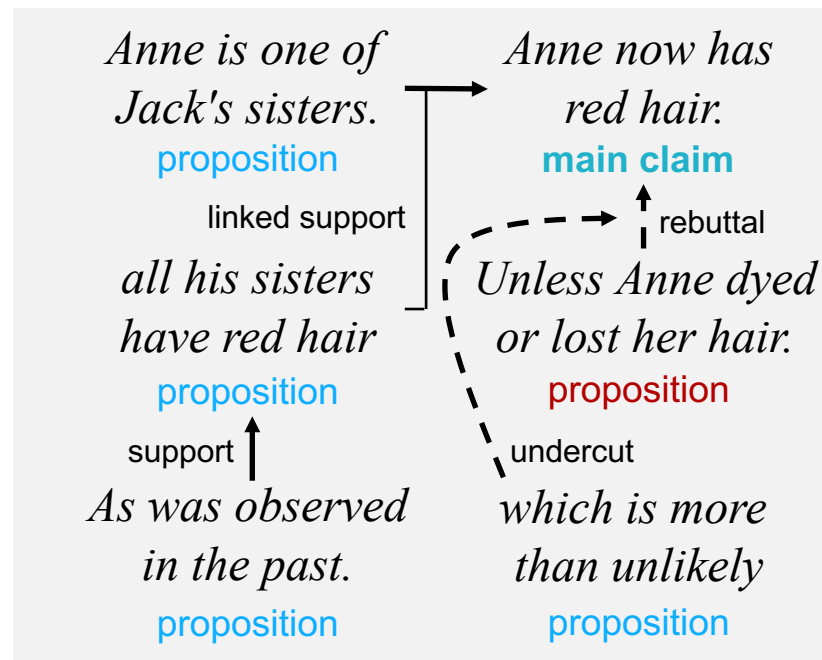 Anne is one of
Jack's sisters.
proposition
Anne now has
red hair.
main claim
linked support
rebuttal
all his sisters
have red hair
proposition
Unless Anne dyed
or lost her hair.
proposition
support
undercut
As was observed
in the past.
proposition
which is more
than unlikely
proposition